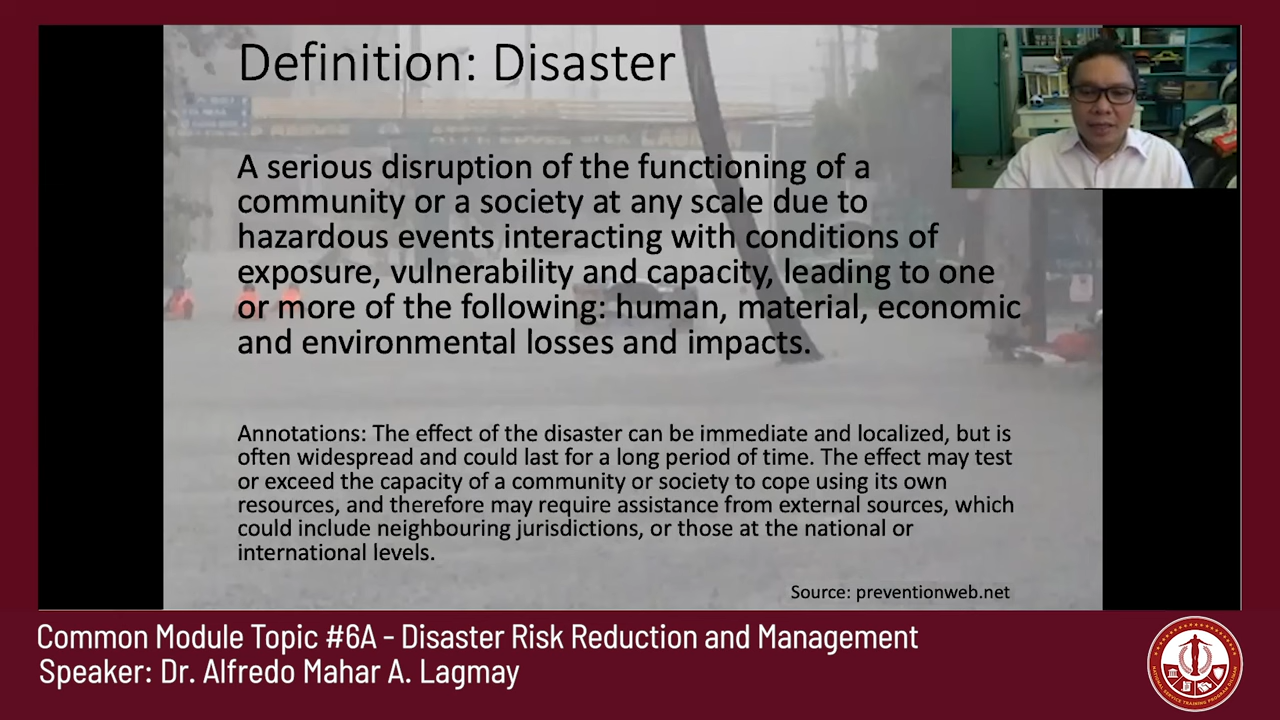 Definition: Disaster
A serious disruption of the functioning of a
community or a society at any scale due to
hazardous events interacting with conditions of
exposure, vulnerability and capacity, leading to one
or more of the following: human, material, economic
and environmental losses and impacts.
Annotations: The effect of the disaster can be immediate and localized, but is
often widespread and could last for a long period of time. The effect may test
or exceed the capacity of a community or society to cope using its own
resources, and therefore may require assistance from external sources, which
could include neighbouring jurisdictions, or those at the national or
international levels.
Source: preventionweb.net
Common Module Topic #6A - Disaster Risk Reduction and Management
Speaker: Dr. Alfredo Mahar A. Lagmay
NATIONAL SERVICE TRAINING PROGRAM DILIMAN